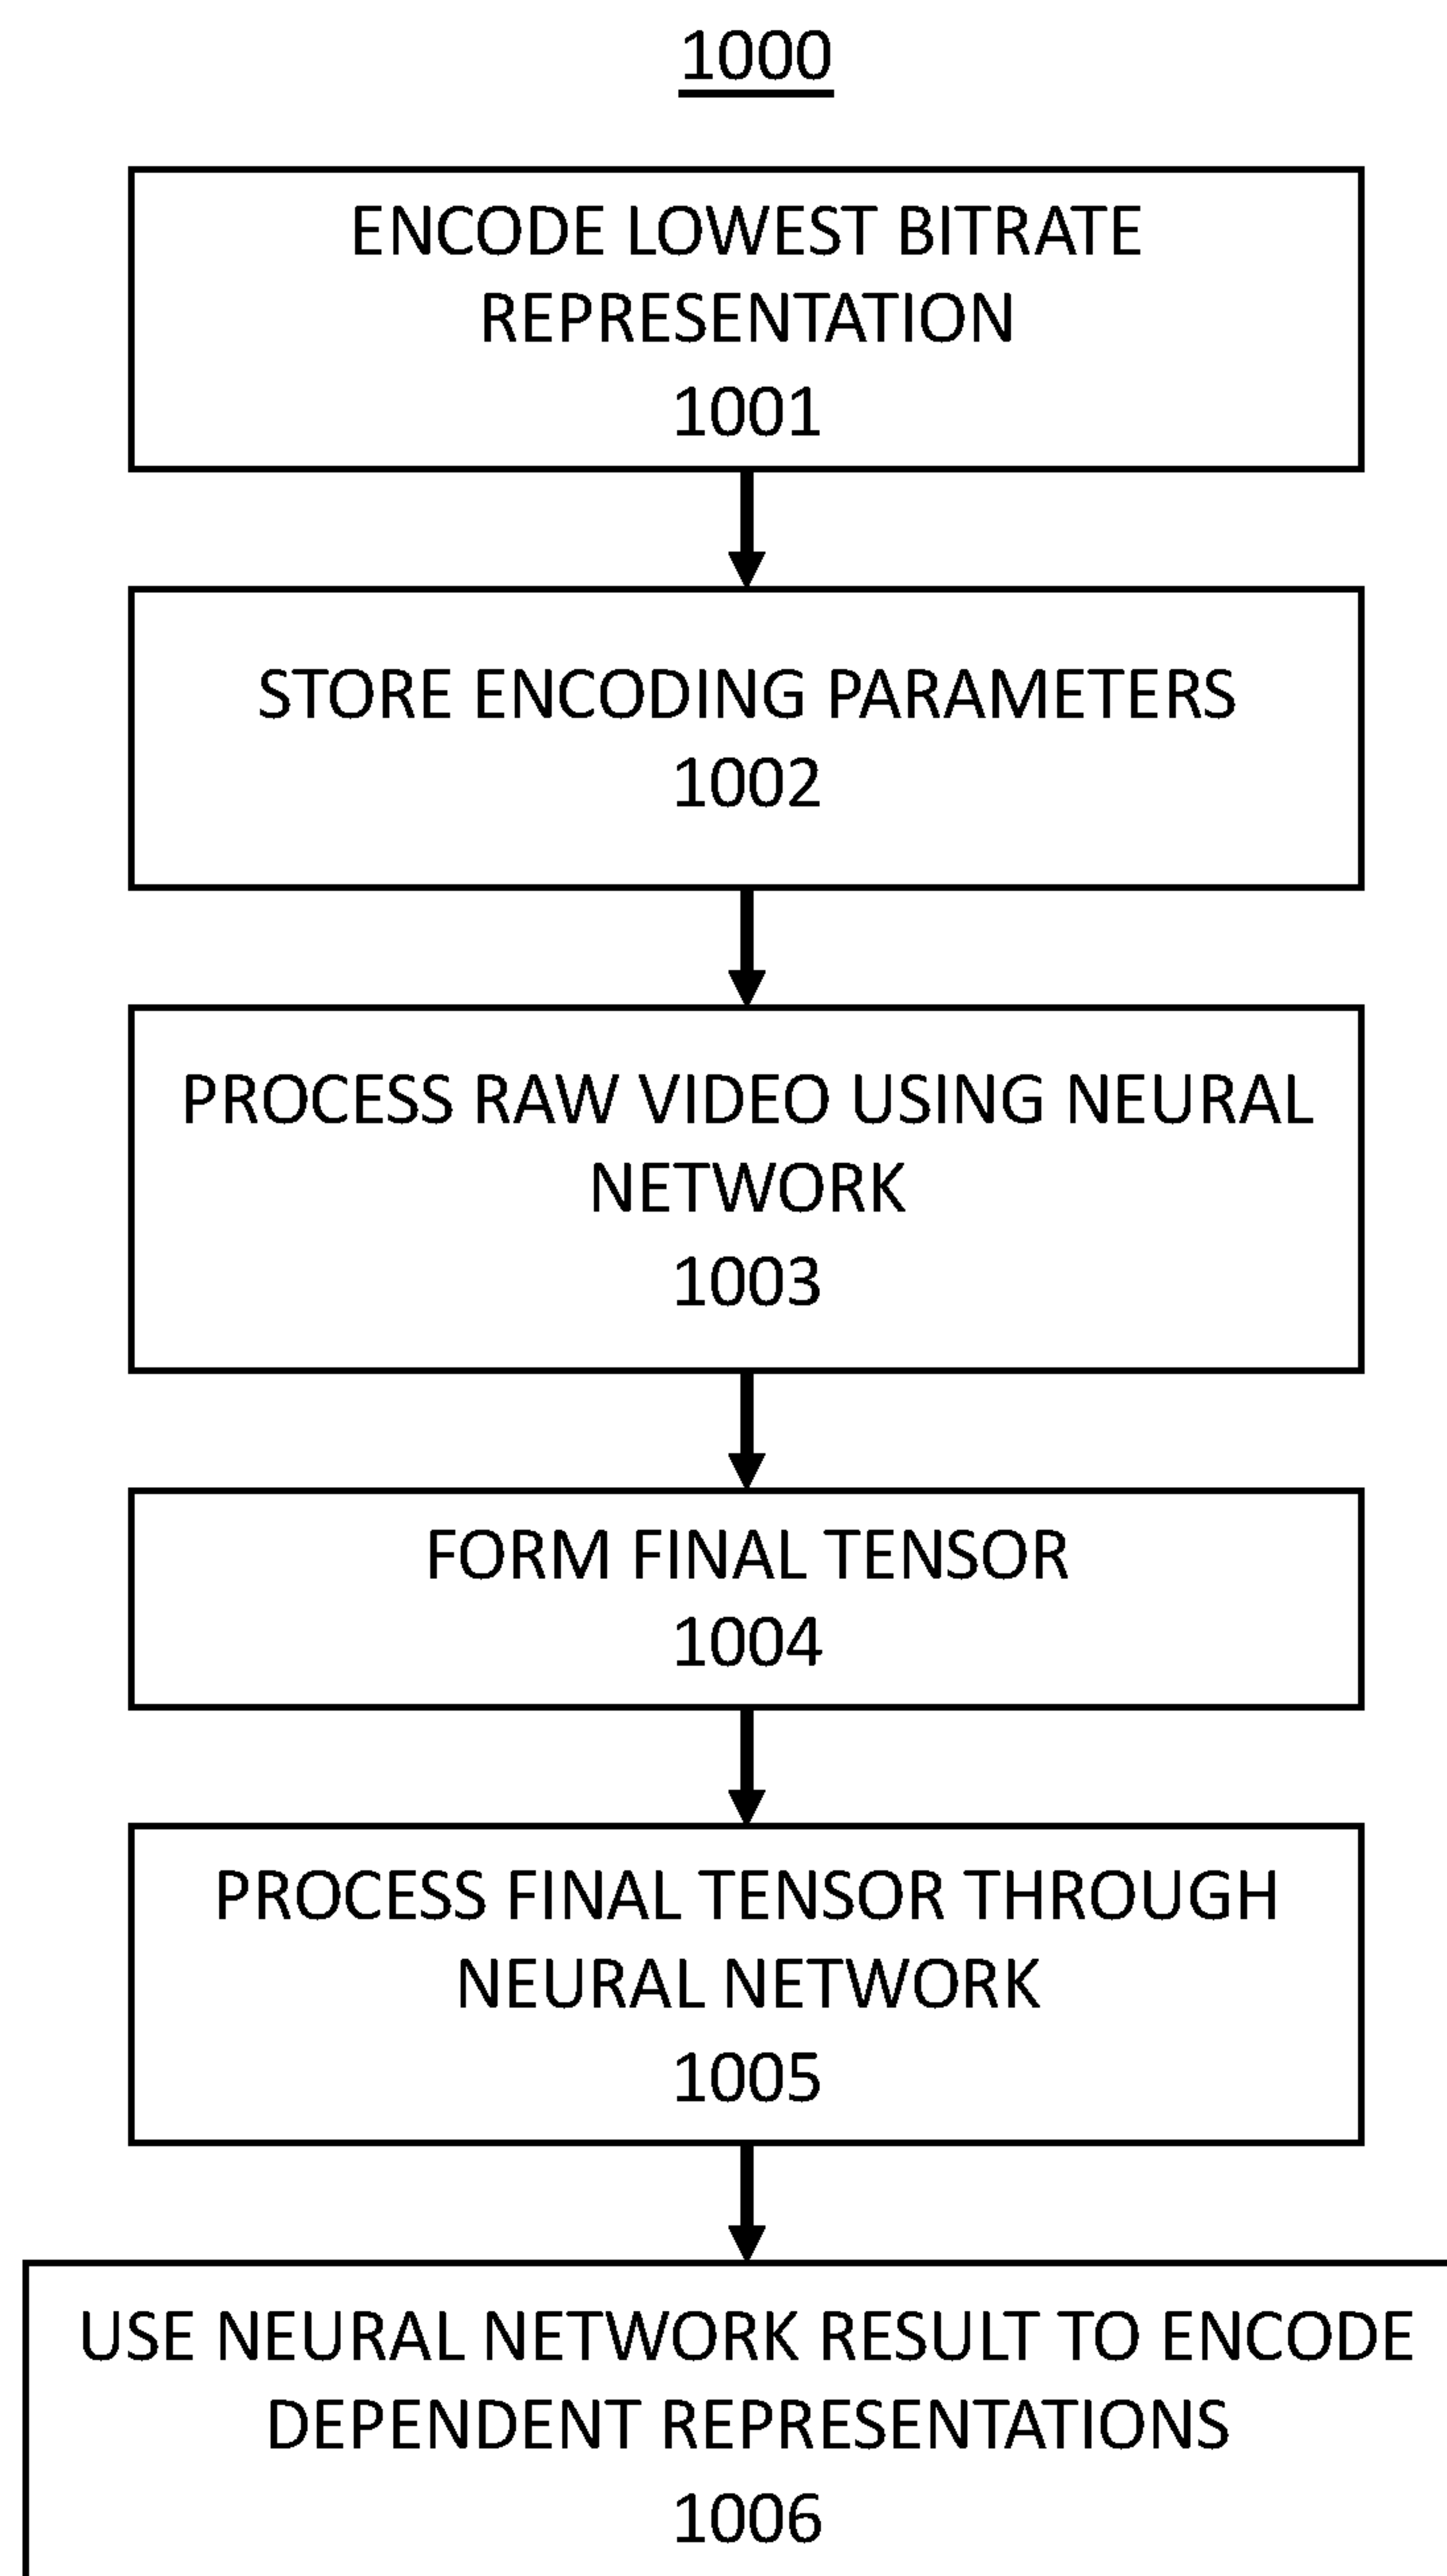 1000
ENCODE LOWEST BITRATE
REPRESENTATION
1001
STORE ENCODING PARAMETERS
1002
PROCESS RAW VIDEO USING NEURAL
NETWORK
1003
FORM FINAL TENSOR
1004
PROCESS FINAL TENSOR THROUGH
NEURAL NETWORK
1005
USE NEURAL NETWORK RESULT TO ENCODE
DEPENDENT REPRESENTATIONS
1006